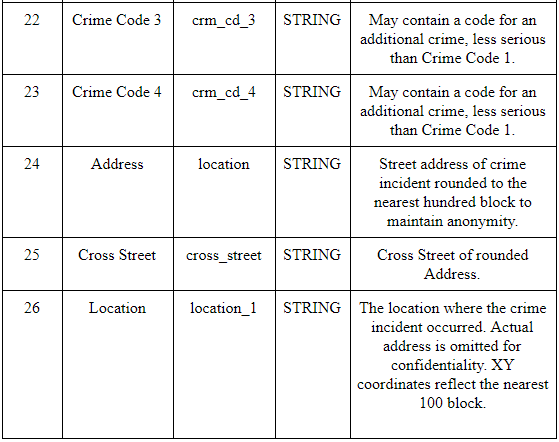 22 Crime Code 3 crm_cd_3 STRING May contain a code for an
additional crime, less serious
than Crime Code 1.
23 Crime Code 4 crm_cd_4 STRING May contain a code for an
additional crime, less serious
than Crime Code 1.
24 Address location STRING Street address of crime
incident rounded to the
nearest hundred block to
maintain anonymity.
25 Cross Street cross_street STRING Cross Street of rounded
Address.
26 Location location_1 STRING The location where the crime
incident occurred. Actual
address is omitted for
confidentiality. XY
coordinates reflect the nearest
100 block.